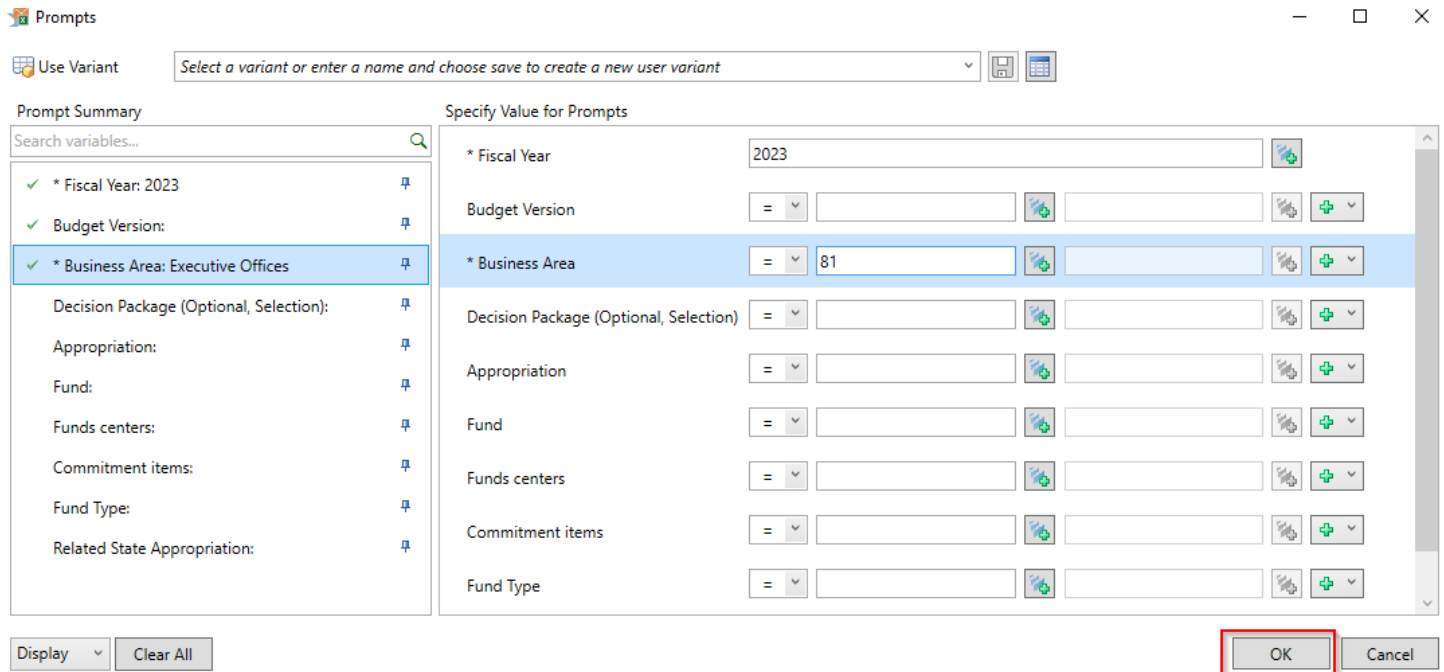 Prompts
Use Variant
Select a variant or enter a name and choose save to create a new user variant
Prompt Summary
Search variables...
* Fiscal Year: 2023
Budget Version:
* Business Area: Executive Offices
Decision Package (Optional, Selection):
Appropriation:
Fund:
Funds centers:
Commitment items:
Fund Type:
Related State Appropriation:
Specify Value for Prompts
* Fiscal Year 2023
Budget Version =
* Business Area = 81
Decision Package (Optional, Selection) =
Appropriation =
Fund =
Funds centers =
Commitment items =
Fund Type =
Display Clear All OK Cancel